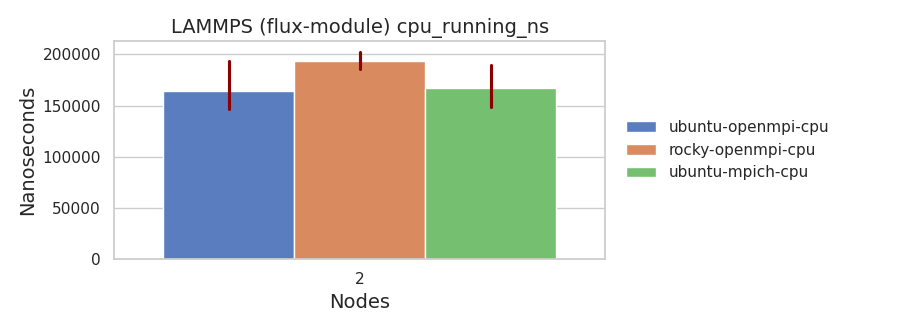 LAMMPS (flux-module) cpu_running_ns
200000
150000
100000
50000
0
Nanoseconds
2
Nodes
ubuntu-openmpi-cpu
rocky-openmpi-cpu
ubuntu-mpich-cpu